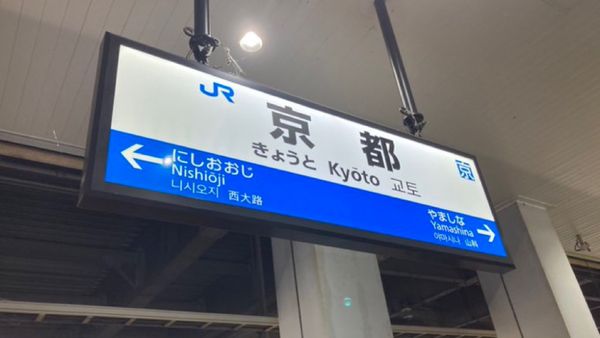 JR
京都
京
きょうと Kyōto 교토
にしおおじ
Nishiōji
니시오지 西大路
やましな
Yamashina
야마시나 山科